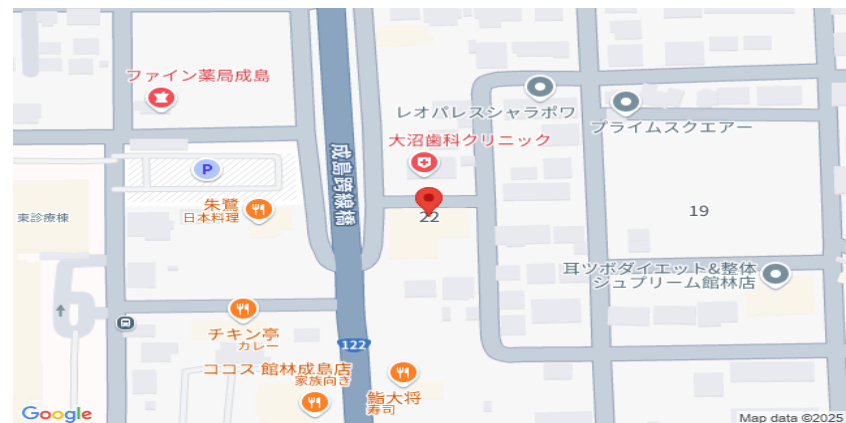 ファイン薬局成島
レオパレスシャラポワ
プライムスクエアー
大沼歯科クリニック
成島跨線橋
P
朱鷺
日本料理
東診療棟
22
19
耳ツボダイエット&整体
シュプリーム館林店
チキン亭
カレー
122
ココス 館林成島店
家族向き
鮨大将
寿司
Google
Map data ©2025